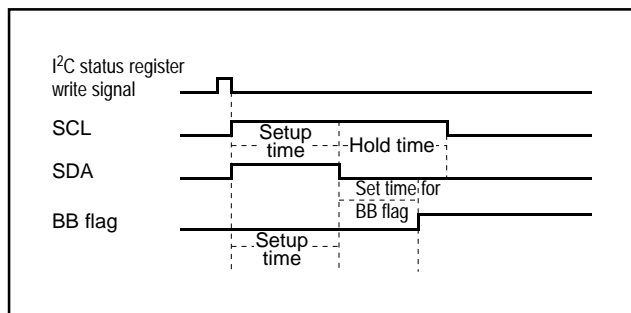 I²C status register
write signal
SCL
Setup
time
Hold time
SDA
Set time for
BB flag
BB flag
Setup
time